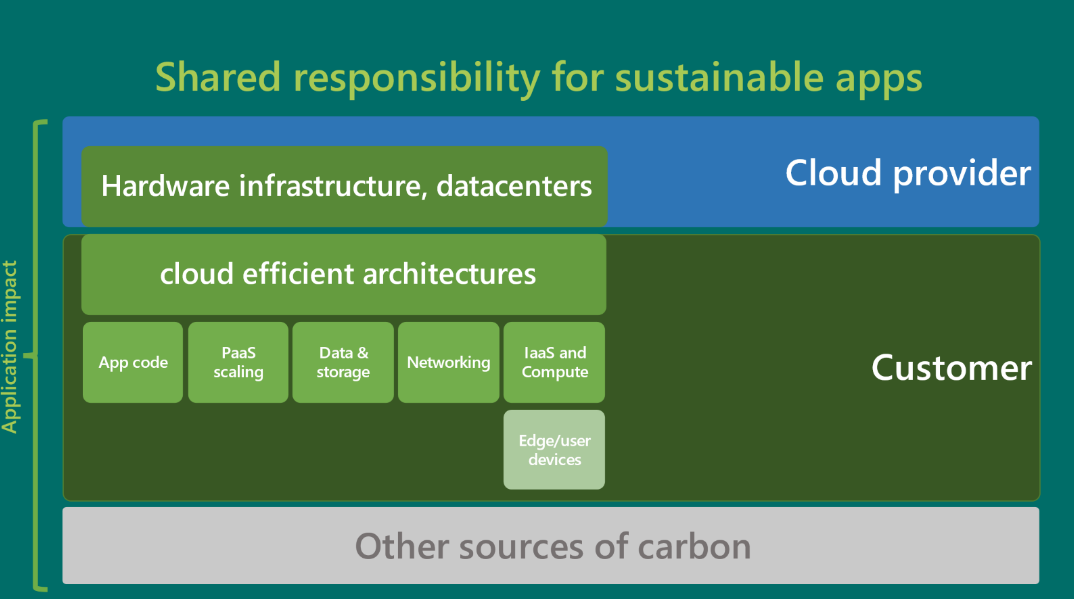 Shared responsibility for sustainable apps
Application impact
Hardware infrastructure, datacenters
Cloud provider
cloud efficient architectures
App code
PaaS
scaling
Data &
storage
Networking
IaaS and
Compute
Edge/user
devices
Customer
Other sources of carbon